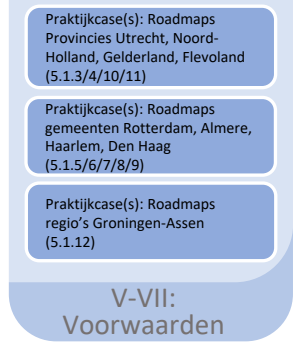 Praktijkcase(s): Roadmaps
Provincies Utrecht, Noord-
Holland, Gelderland, Flevoland
(5.1.3/4/10/11)
Praktijkcase(s): Roadmaps
gemeenten Rotterdam, Almere,
Haarlem, Den Haag
(5.1.5/6/7/8/9)
Praktijkcase(s): Roadmaps
regio's Groningen-Assen
(5.1.12)
V-VII:
Voorwaarden